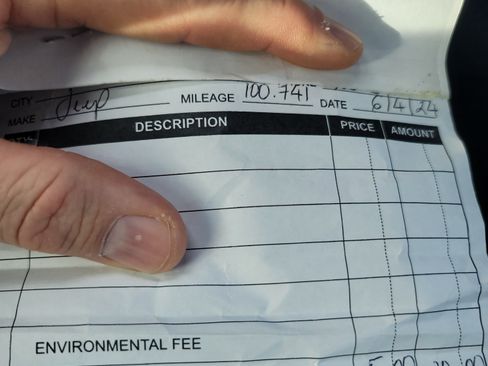 CITY
MAKE Jeep MILEAGE 100.745 DATE 6/4/24
DESCRIPTION PRICE AMOUNT
ENVIRONMENTAL FEE